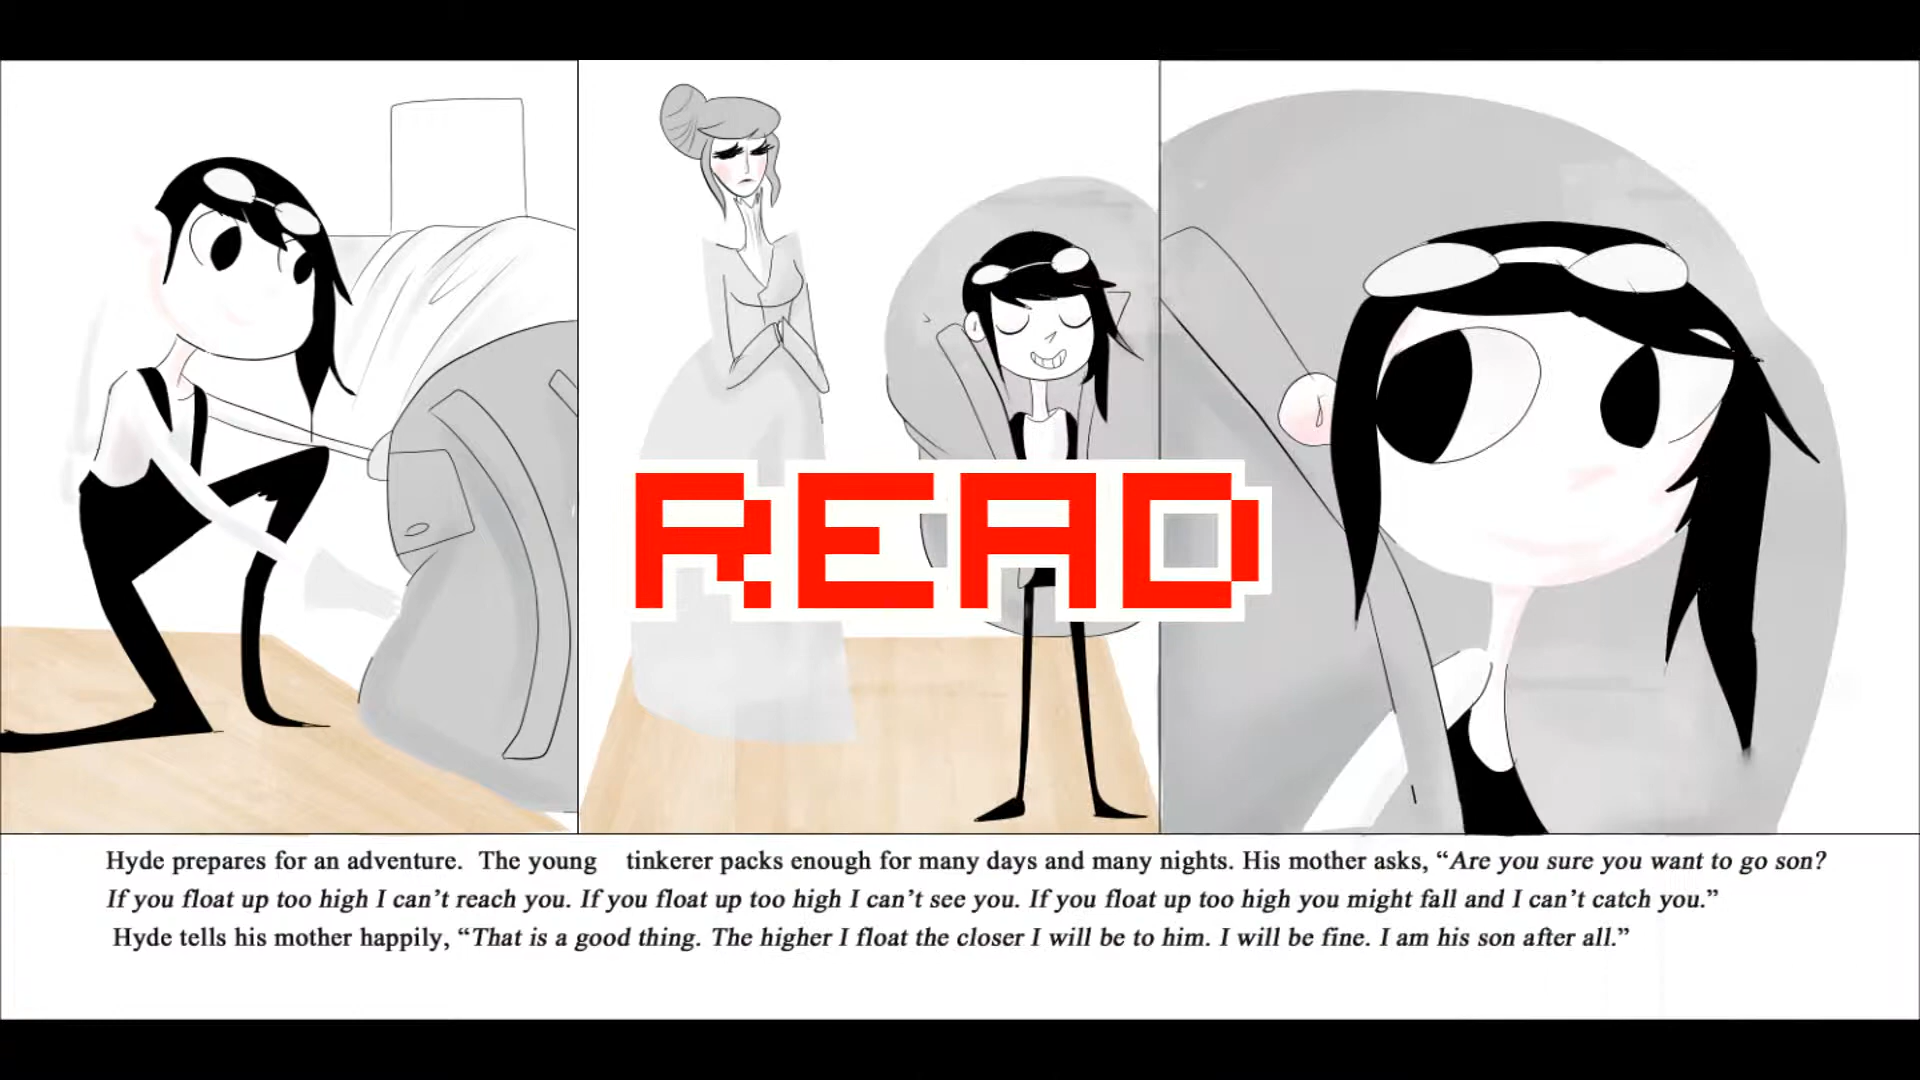 READ
Hyde prepares for an adventure. The young tinkerer packs enough for many days and many nights. His mother asks, “Are you sure you want to go son?
If you float up too high I can’t reach you. If you float up too high I can’t see you. If you float up too high you might fall and I can’t catch you.”
Hyde tells his mother happily, “That is a good thing. The higher I float the closer I will be to him. I will be fine. I am his son after all.”